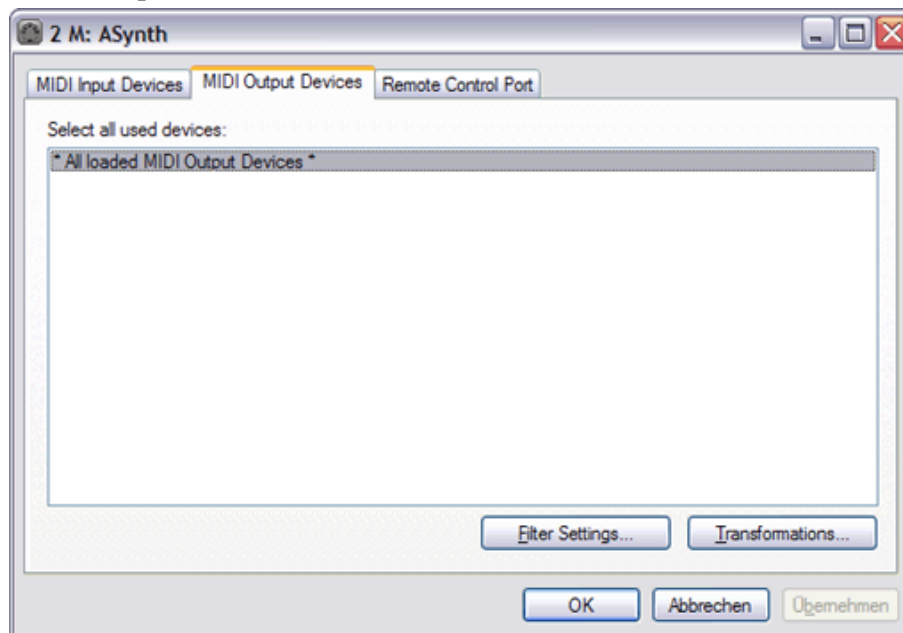 2 M: ASynth
MIDI Input Devices MIDI Output Devices Remote Control Port
Select all used devices:
* All loaded MIDI Output Devices *
Filter Settings... Transformations...
OK Abbrechen Übernehmen